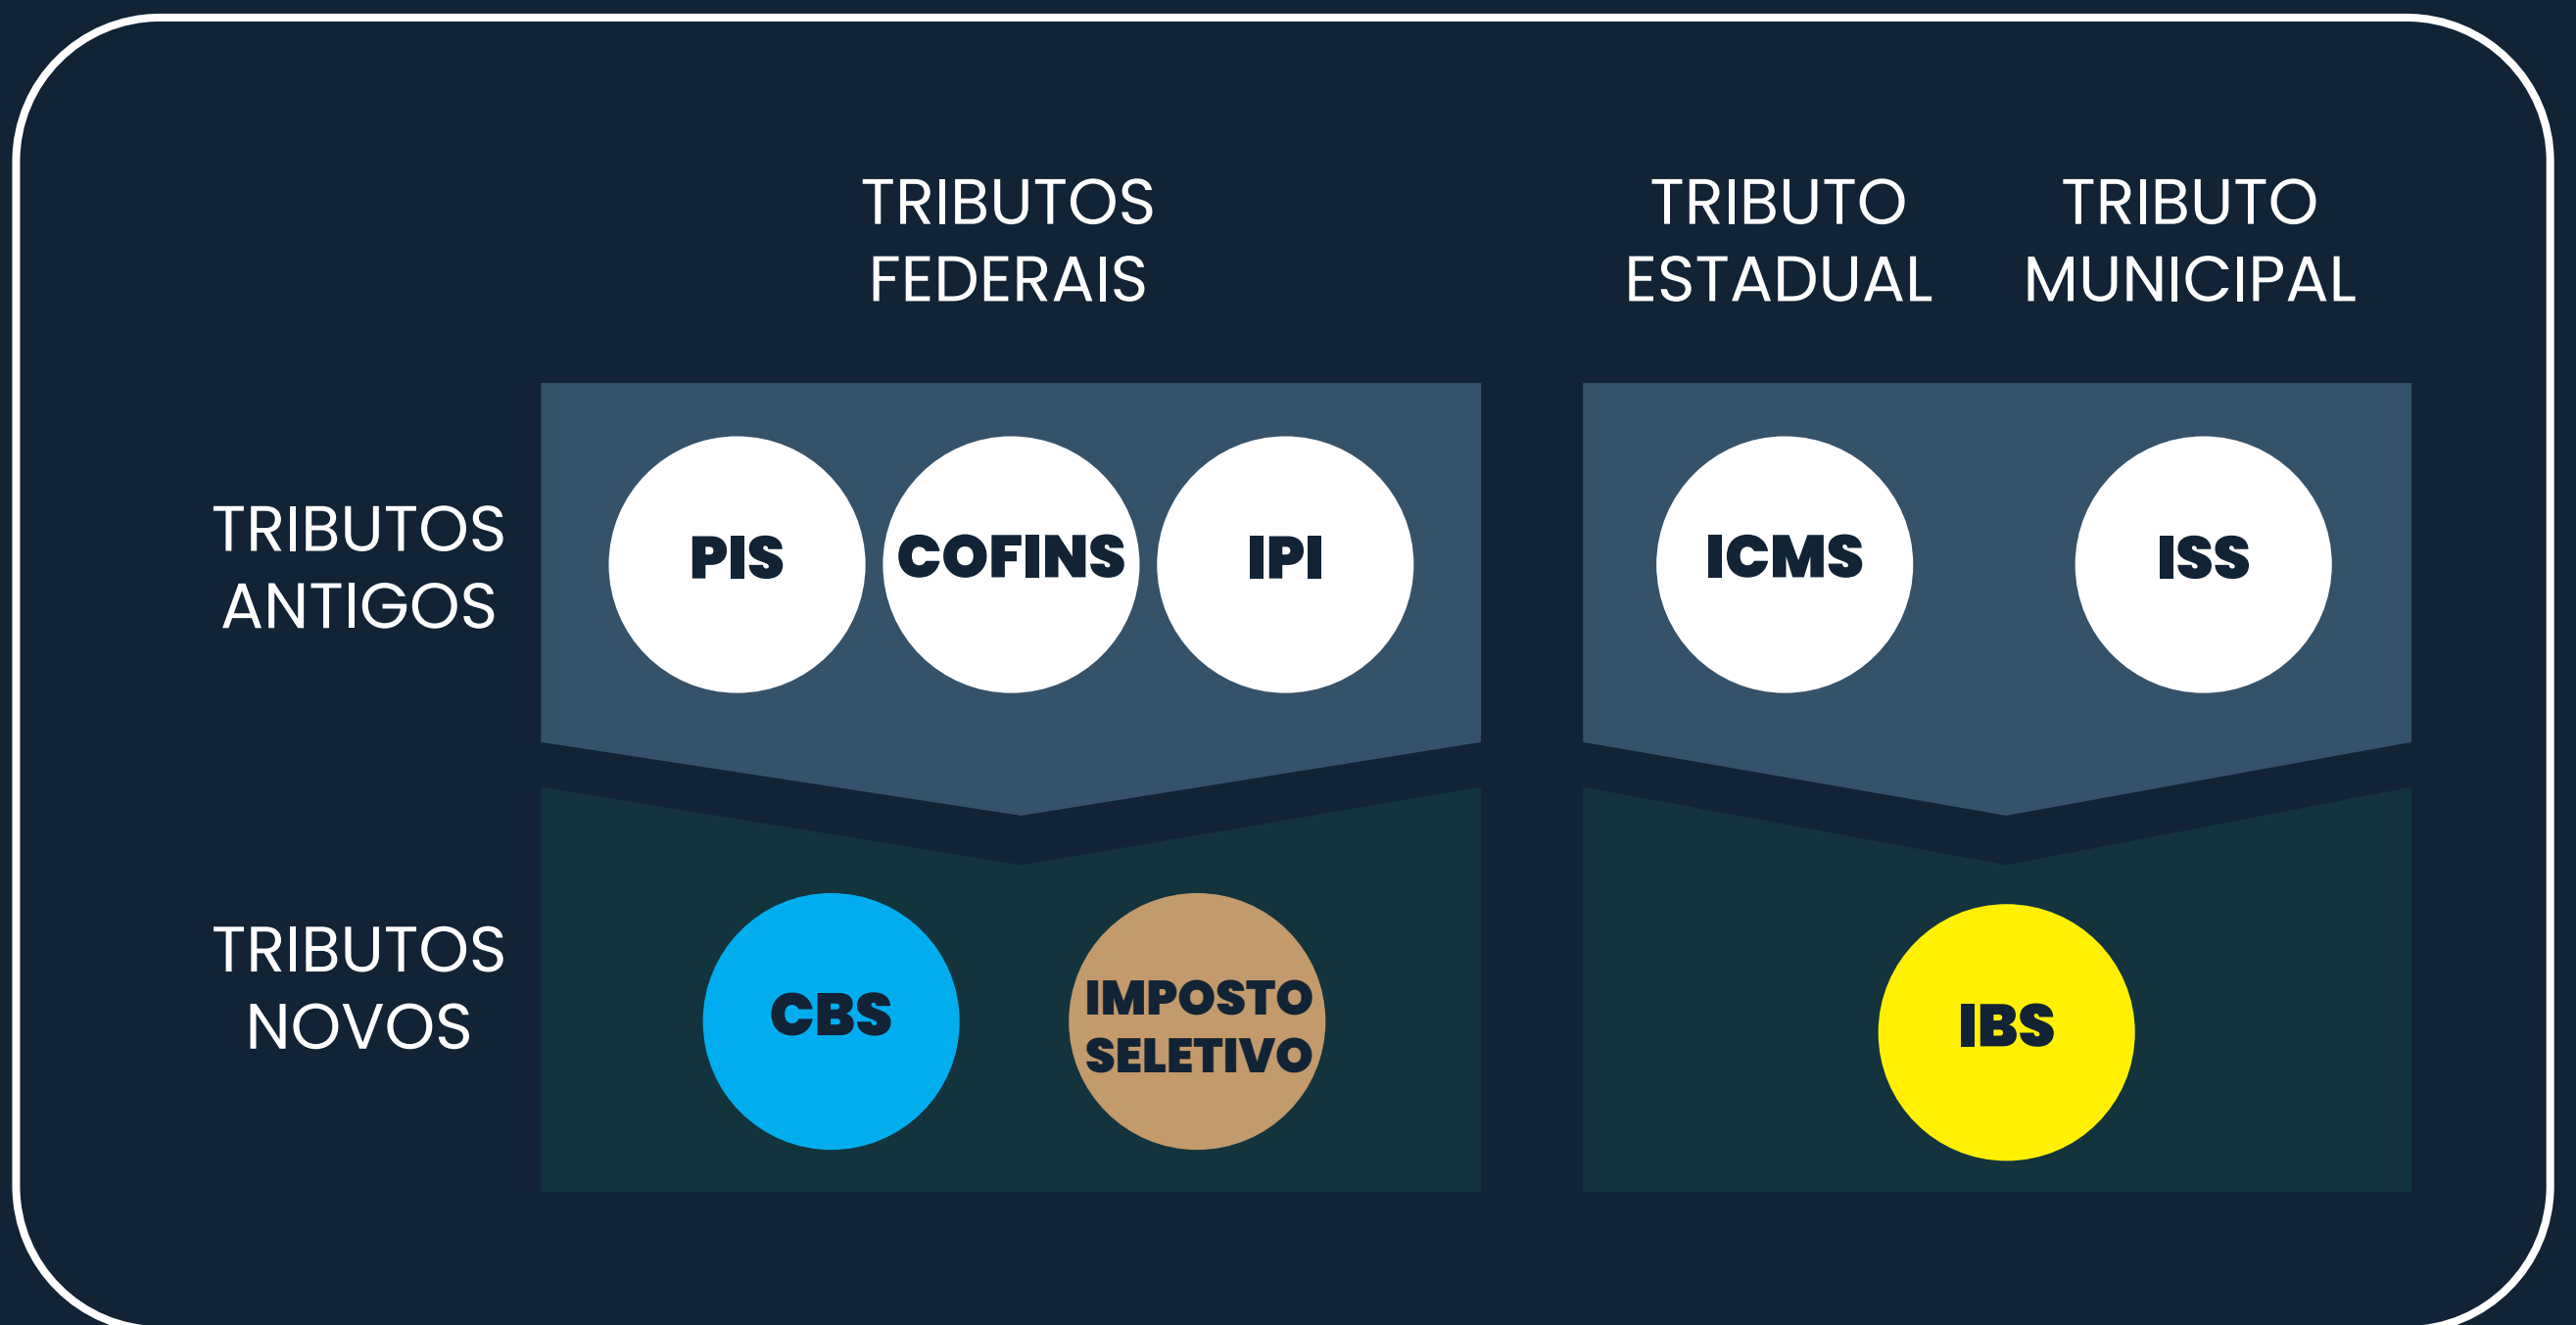 TRIBUTOS
FEDERAIS
TRIBUTO
ESTADUAL
TRIBUTO
MUNICIPAL
TRIBUTOS
ANTIGOS
PIS
COFINS
IPI
ICMS
ISS
TRIBUTOS
NOVOS
CBS
IMPOSTO
SELETIVO
IBS